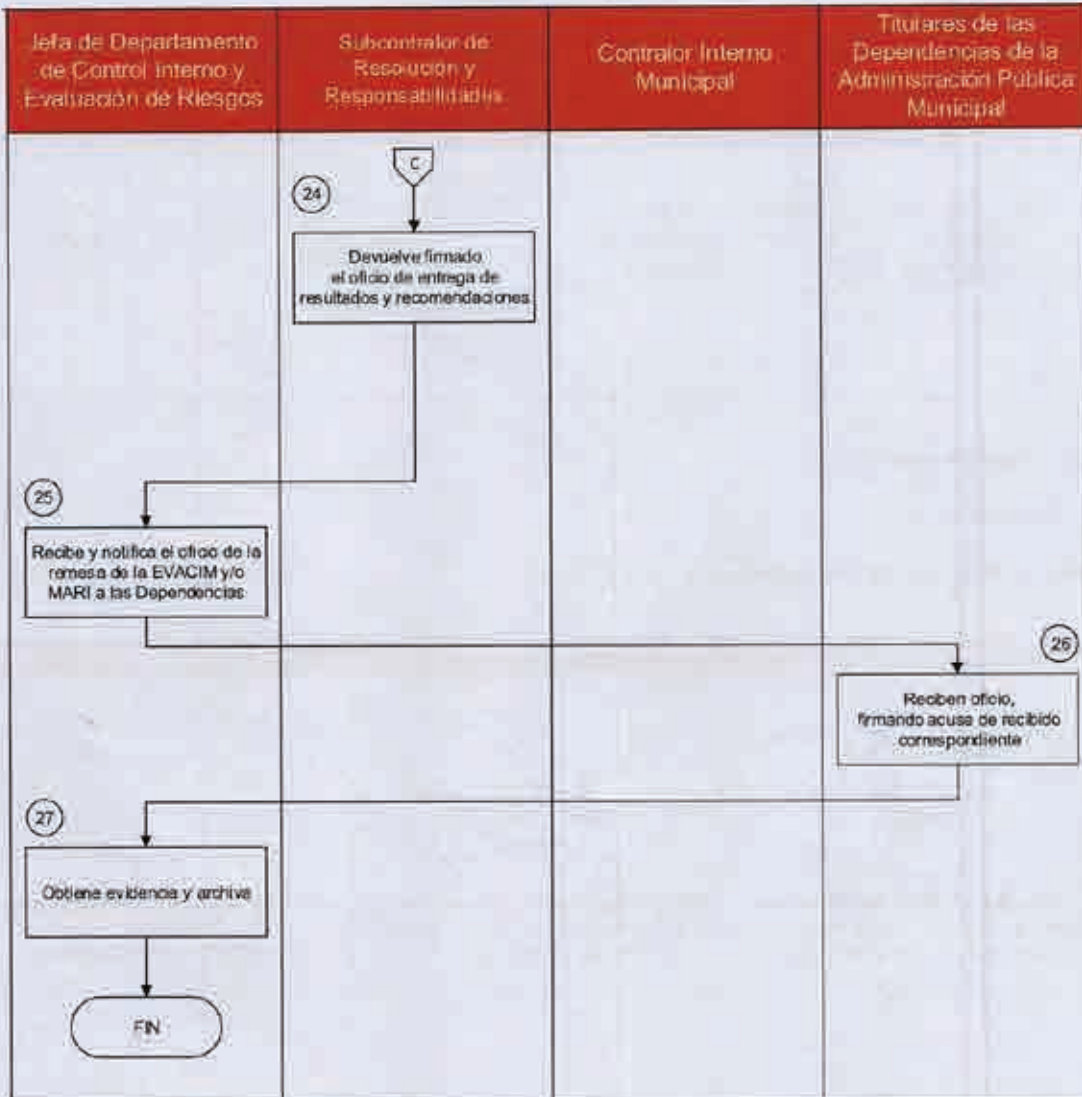 Jefa de Departamento
de Control Interno y
Evaluación de Riesgos
Subcontralor de
Resolución y
Responsabilidades
Contralor Interno
Municipal
Titulares de las
Dependencias de la
Administración Pública
Municipal
C
24
Devuelve firmado
el oficio de entrega de
resultados y recomendaciones
25
Recibe y notifica el oficio de la
remesa de la EVACIM y/o
MARI a las Dependencias
26
Reciben oficio,
firmando acuse de recibido
correspondiente
27
Obtiene evidencia y archiva
FIN